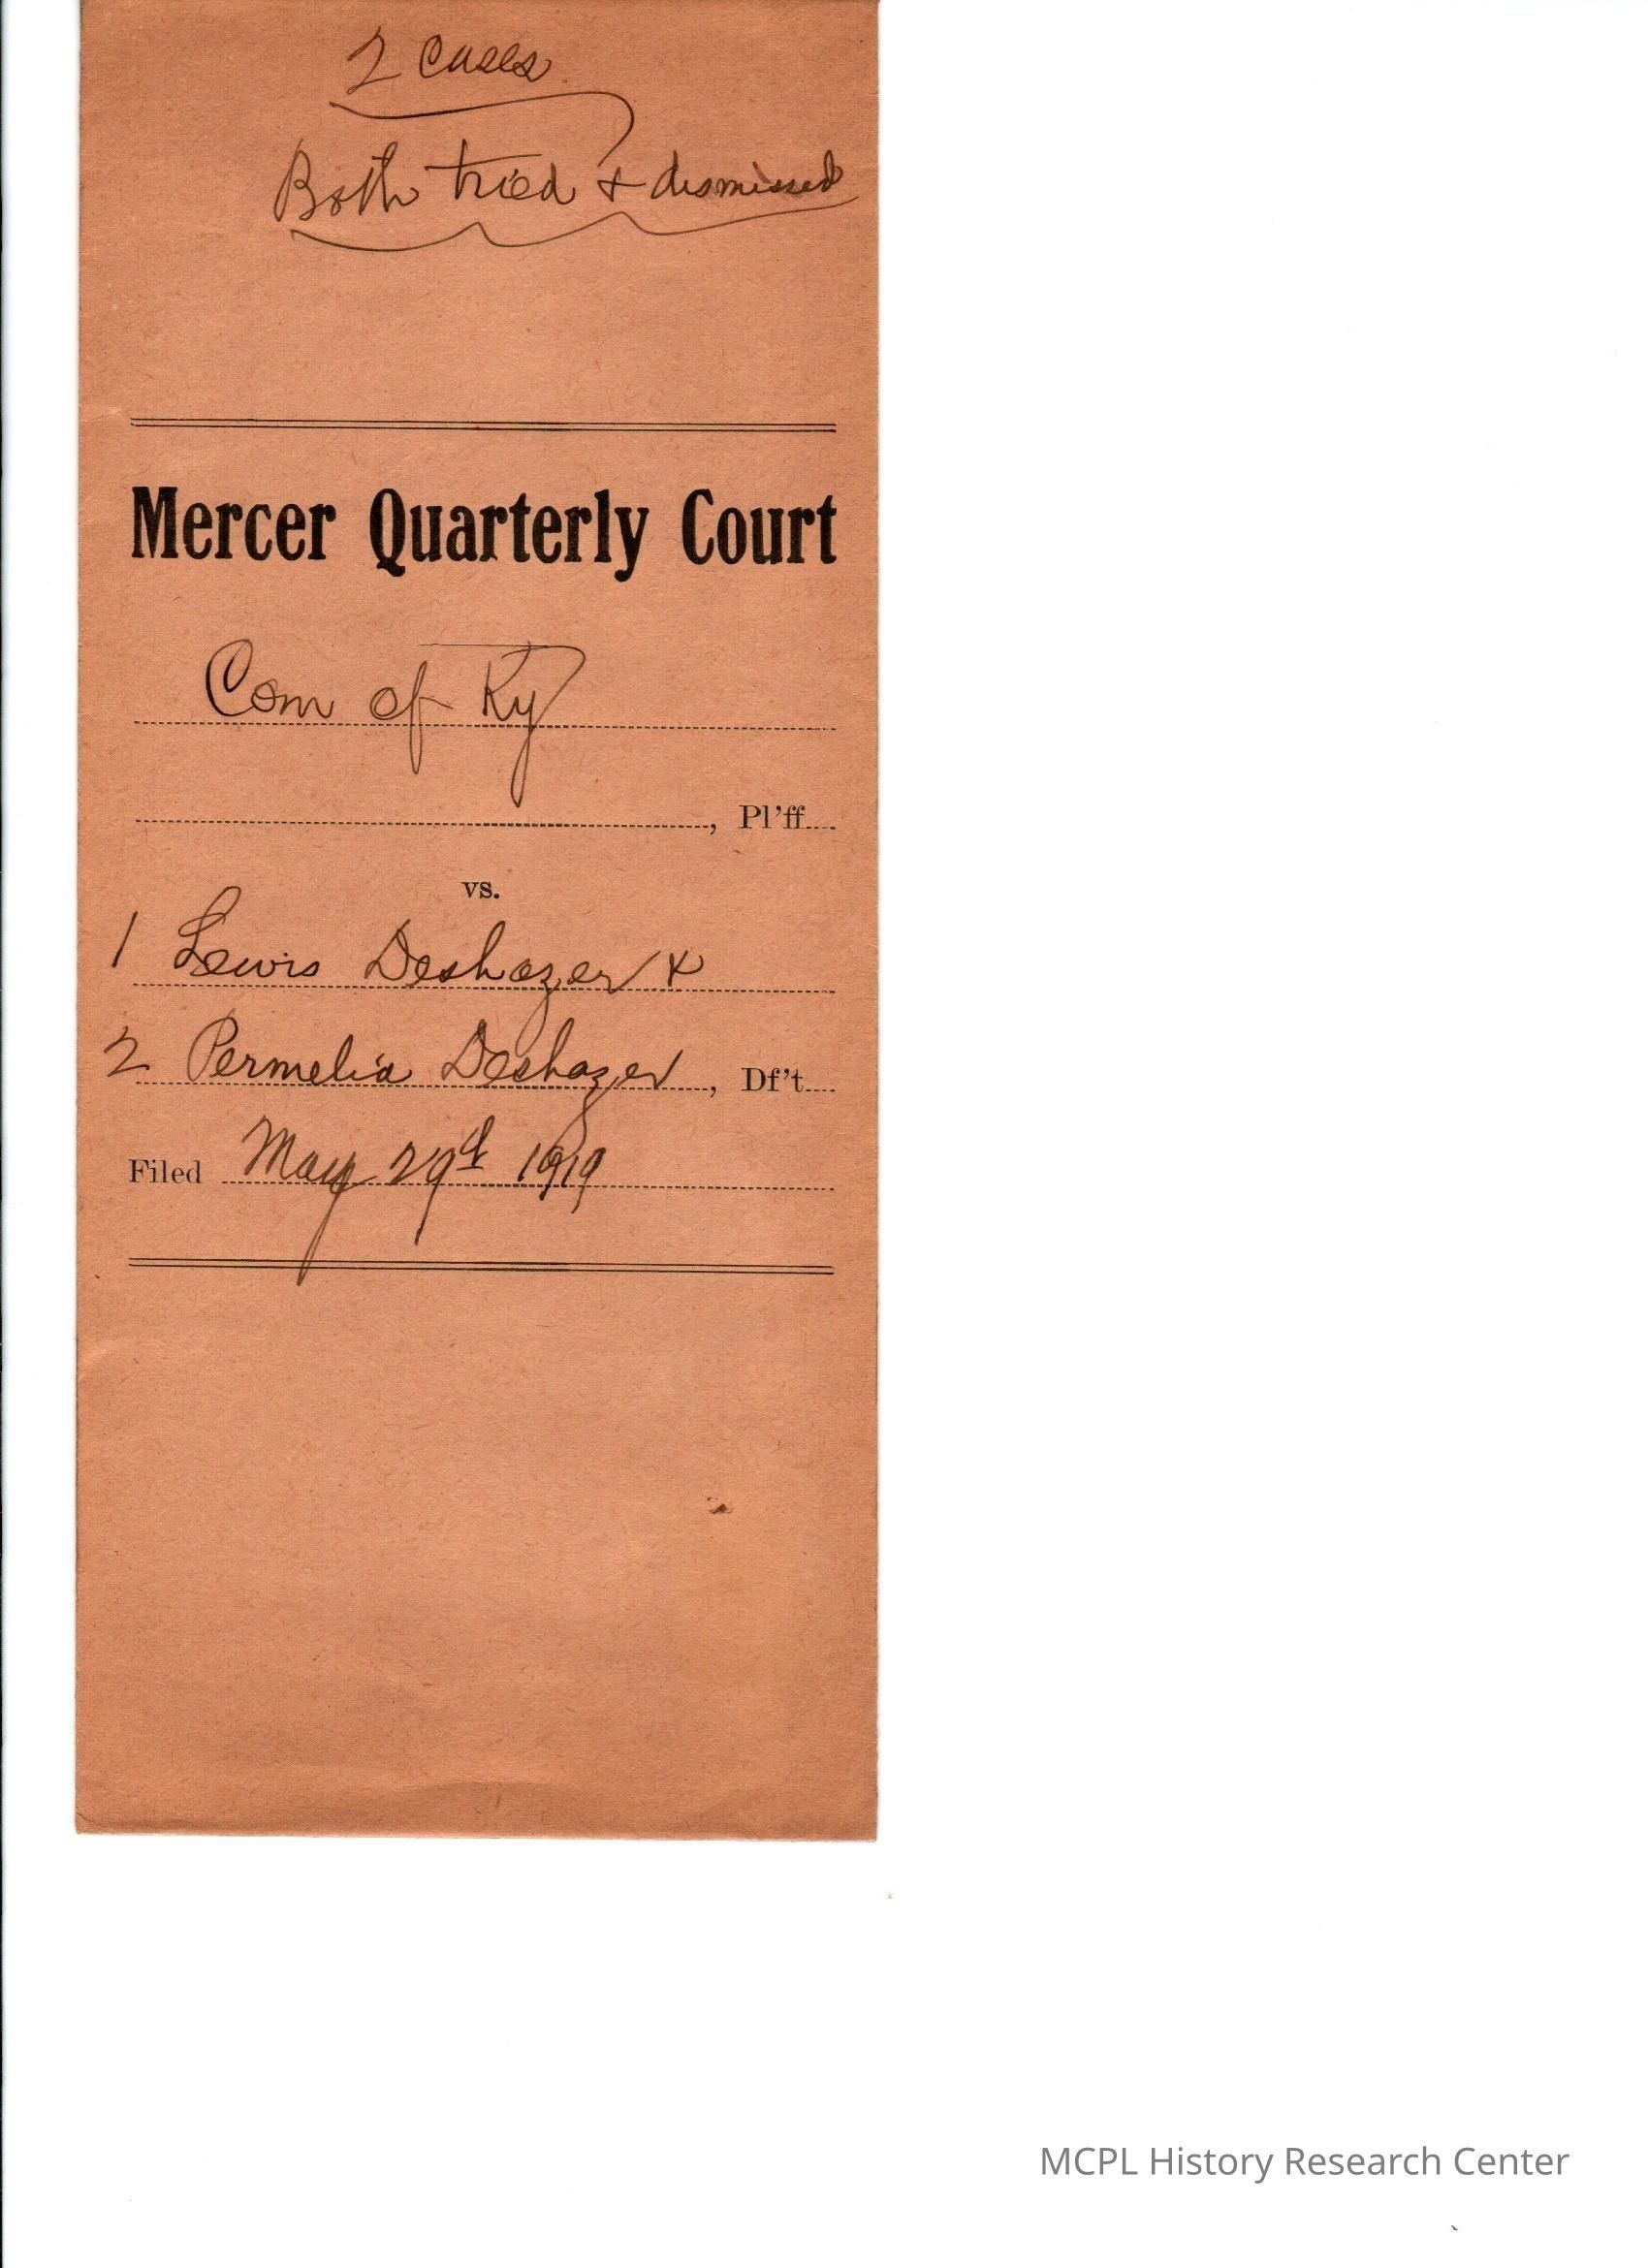 2 Cases
Both tried & dismissed
Mercer Quarterly Court
Com of Ky
, Pl'ff
vs.
1 Lewis Deshazer &
2 Permelia Deshazer, Df't
Filed May 29d 1919
MCPL History Research Center